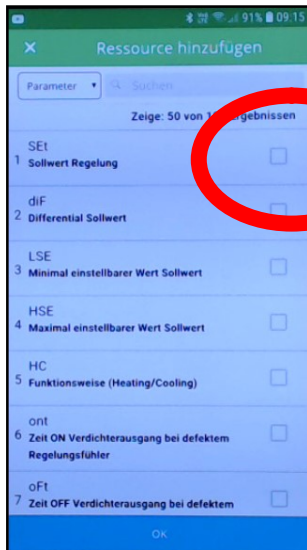 91% 09:15
Ressource hinzufügen
Parameter Suchen
Zeige: 50 von
SEt
1 Sollwert Regelung
diF
2 Differential Sollwert
LSE
3 Minimal einstellbarer Wert Sollwert
HSE
4 Maximal einstellbarer Wert Sollwert
HC
5 Funktionsweise (Heating/Cooling)
ont
6 Zeit ON Verdichterausgang bei defektem
Regelungsfühler
oFt
7 Zeit OFF Verdichterausgang bei defektem
OK